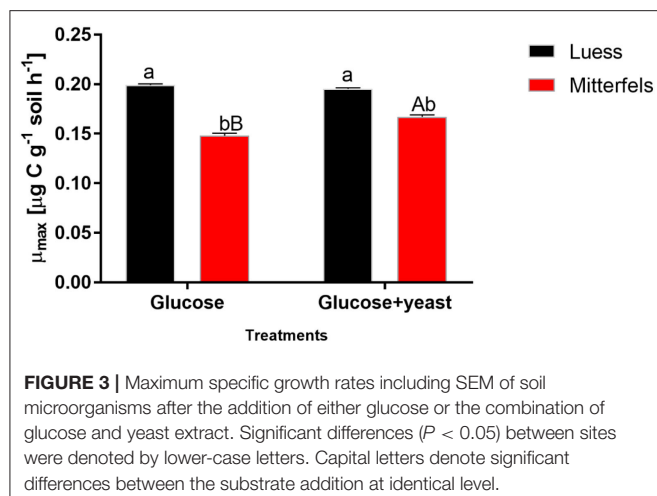 0.25
0.20
0.15
0.10
0.05
0.00
μmax [μg C g-1 soil h-1]
a
bB
a
Ab
Glucose
Glucose+yeast
Treatments
Luess
Mitterfels
FIGURE 3 | Maximum specific growth rates including SEM of soil
microorganisms after the addition of either glucose or the combination of
glucose and yeast extract. Significant differences (P < 0.05) between sites
were denoted by lower-case letters. Capital letters denote significant
differences between the substrate addition at identical level.